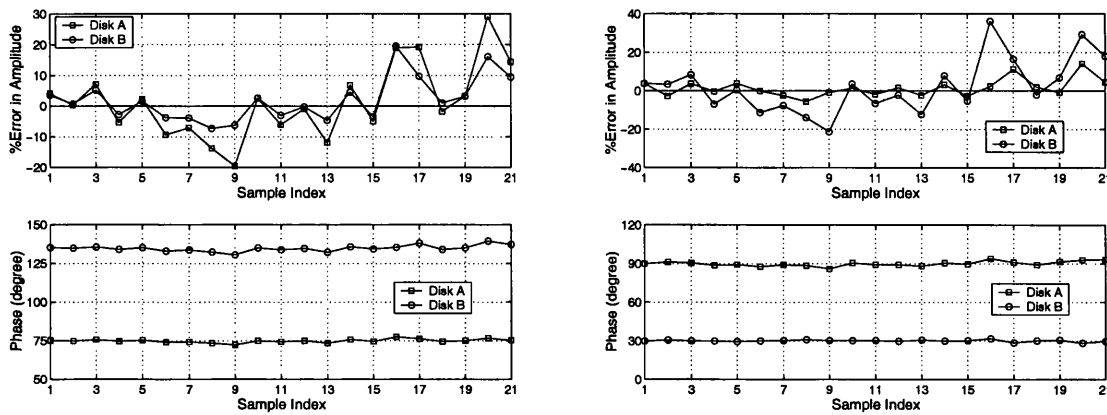 %Error in Amplitude
30
20
10
0
−10
−20
Disk A
Disk B
1 3 5 7 9 11 13 15 17 19 21
Sample Index
%Error in Amplitude
40
20
0
−20
−40
Disk A
Disk B
1 3 5 7 9 11 13 15 17 19 21
Sample Index
Phase (degree)
150
125
100
75
50
Disk A
Disk B
1 3 5 7 9 11 13 15 17 19 21
Sample Index
Phase (degree)
120
90
60
30
0
Disk A
Disk B
1 3 5 7 9 11 13 15 17 19 21
Sample Index